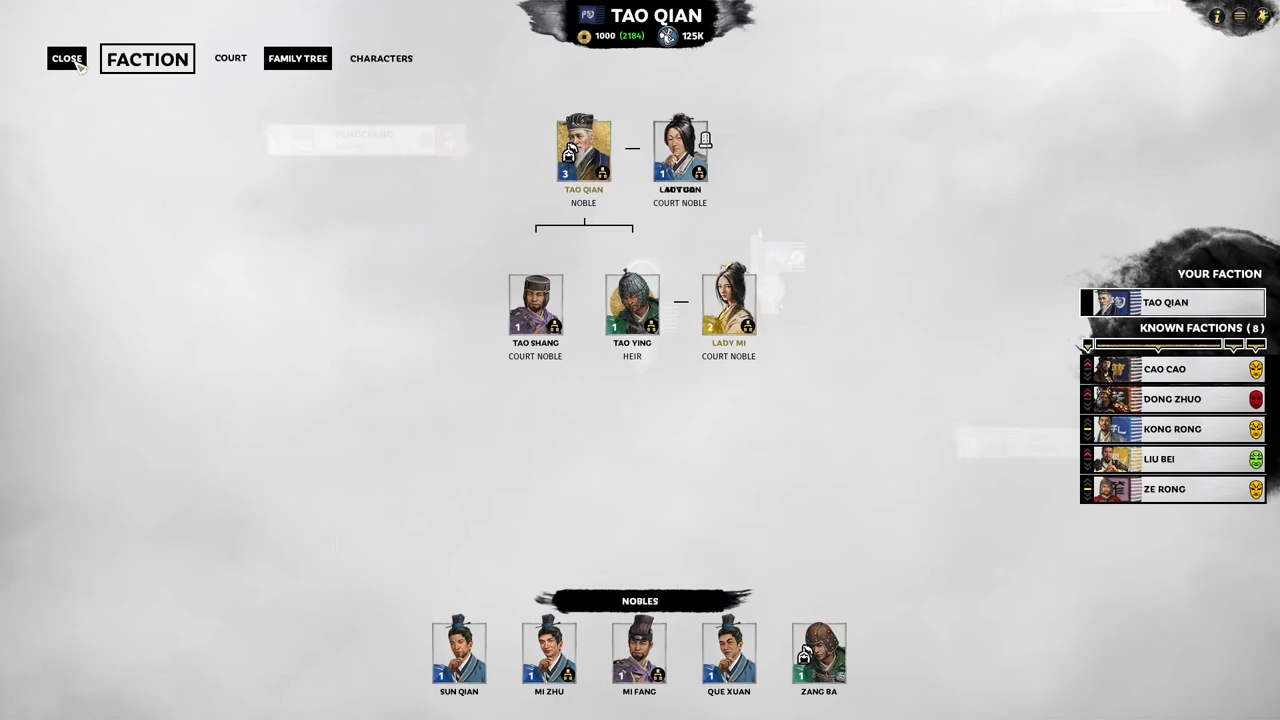 TAO QIAN
1000 (2184) 125K
CLOSE FACTION COURT FAMILY TREE CHARACTERS
3 1
TAO QIAN
NOBLE COURT NOBLE
1 1 2
TAO SHANG TAO YING LADY MI
COURT NOBLE HEIR COURT NOBLE
YOUR FACTION
TAO QIAN
KNOWN FACTIONS ( 8 )
CAO CAO
DONG ZHUO
KONG RONG
LIU BEI
ZE RONG
NOBLES
1 1 1 1 1
SUN QIAN MI ZHU MI FANG QUE XUAN ZANG BA